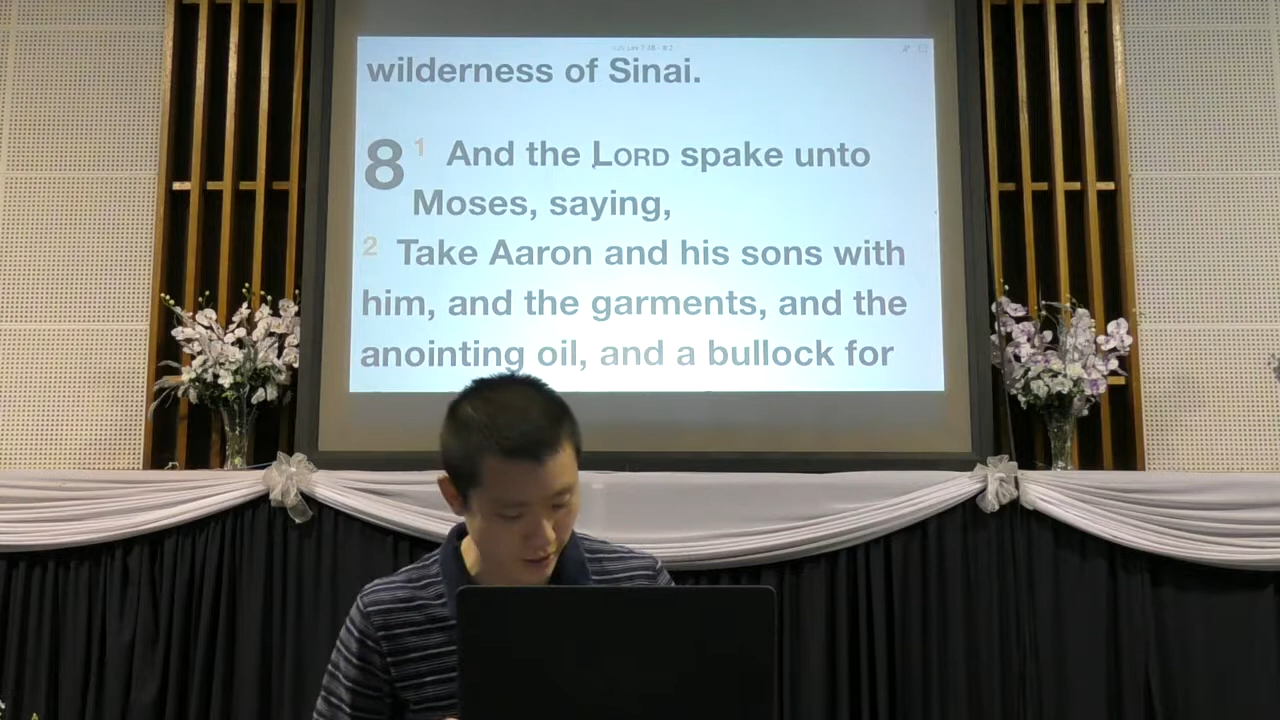 wilderness of Sinai.
8 1 And the LORD spake unto
Moses, saying,
2 Take Aaron and his sons with
him, and the garments, and the
anointing oil, and a bullock for